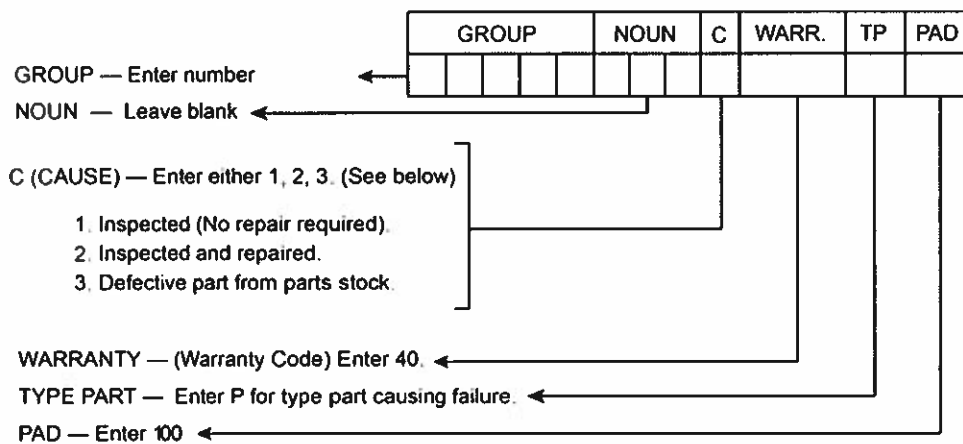 GROUP NOUN C WARR. TP PAD
GROUP — Enter number
NOUN — Leave blank
C (CAUSE) — Enter either 1, 2, 3. (See below)
1. Inspected (No repair required).
2. Inspected and repaired.
3. Defective part from parts stock.
WARRANTY — (Warranty Code) Enter 40.
TYPE PART — Enter P for type part causing failure.
PAD — Enter 100